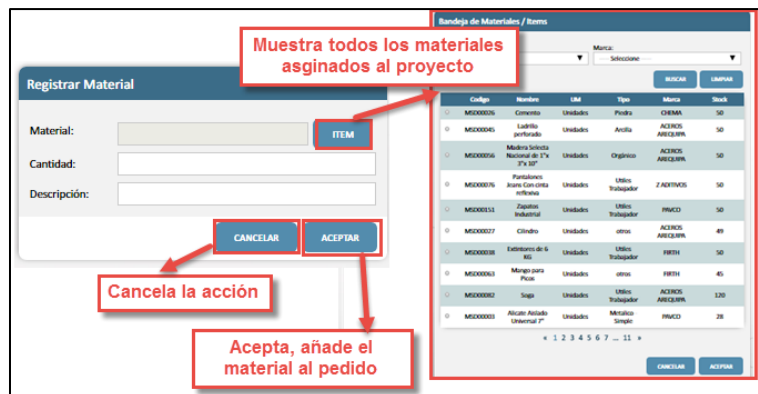 Bandeja de Materiales / Items
Muestra todos los materiales
asginados al proyecto
Marca:
--- Seleccione ---
BUSCAR LIMPIAR
Registrar Material
Material: ITEM
Cantidad:
Descripción:
CANCELAR ACEPTAR
Cancela la acción
Acepta, añade el
material al pedido
Codigo Nombre UM Tipo Marca Stock
MSD00026 Cemento Unidades Piedra CHEMA 50
MSD00045 Ladrillo perforado Unidades Arcilla ACEROS AREQUIPA 50
MSD00056 Madera Selecta Nacional de 1"x 3"x 10" Unidades Orgánico ACEROS AREQUIPA 50
MSD00076 Pantalones Jeans Con cinta reflexiva Unidades Utiles Trabajador Z ADITIVOS 50
MSD00151 Zapatos Industrial Unidades Utiles Trabajador PAVCO 50
MSD00027 Cilindro Unidades otros ACEROS AREQUIPA 49
MSD00038 Extintores de 6 KG Unidades Utiles Trabajador FIRTH 50
MSD00063 Mango para Picos Unidades otros FIRTH 45
MSD00082 Soga Unidades Utiles Trabajador ACEROS AREQUIPA 120
MSD00003 Alicate Aislado Universal 7" Unidades Metalico Simple PAVCO 28
« 1 2 3 4 5 6 7 ... 11 »
CANCELAR ACEPTAR